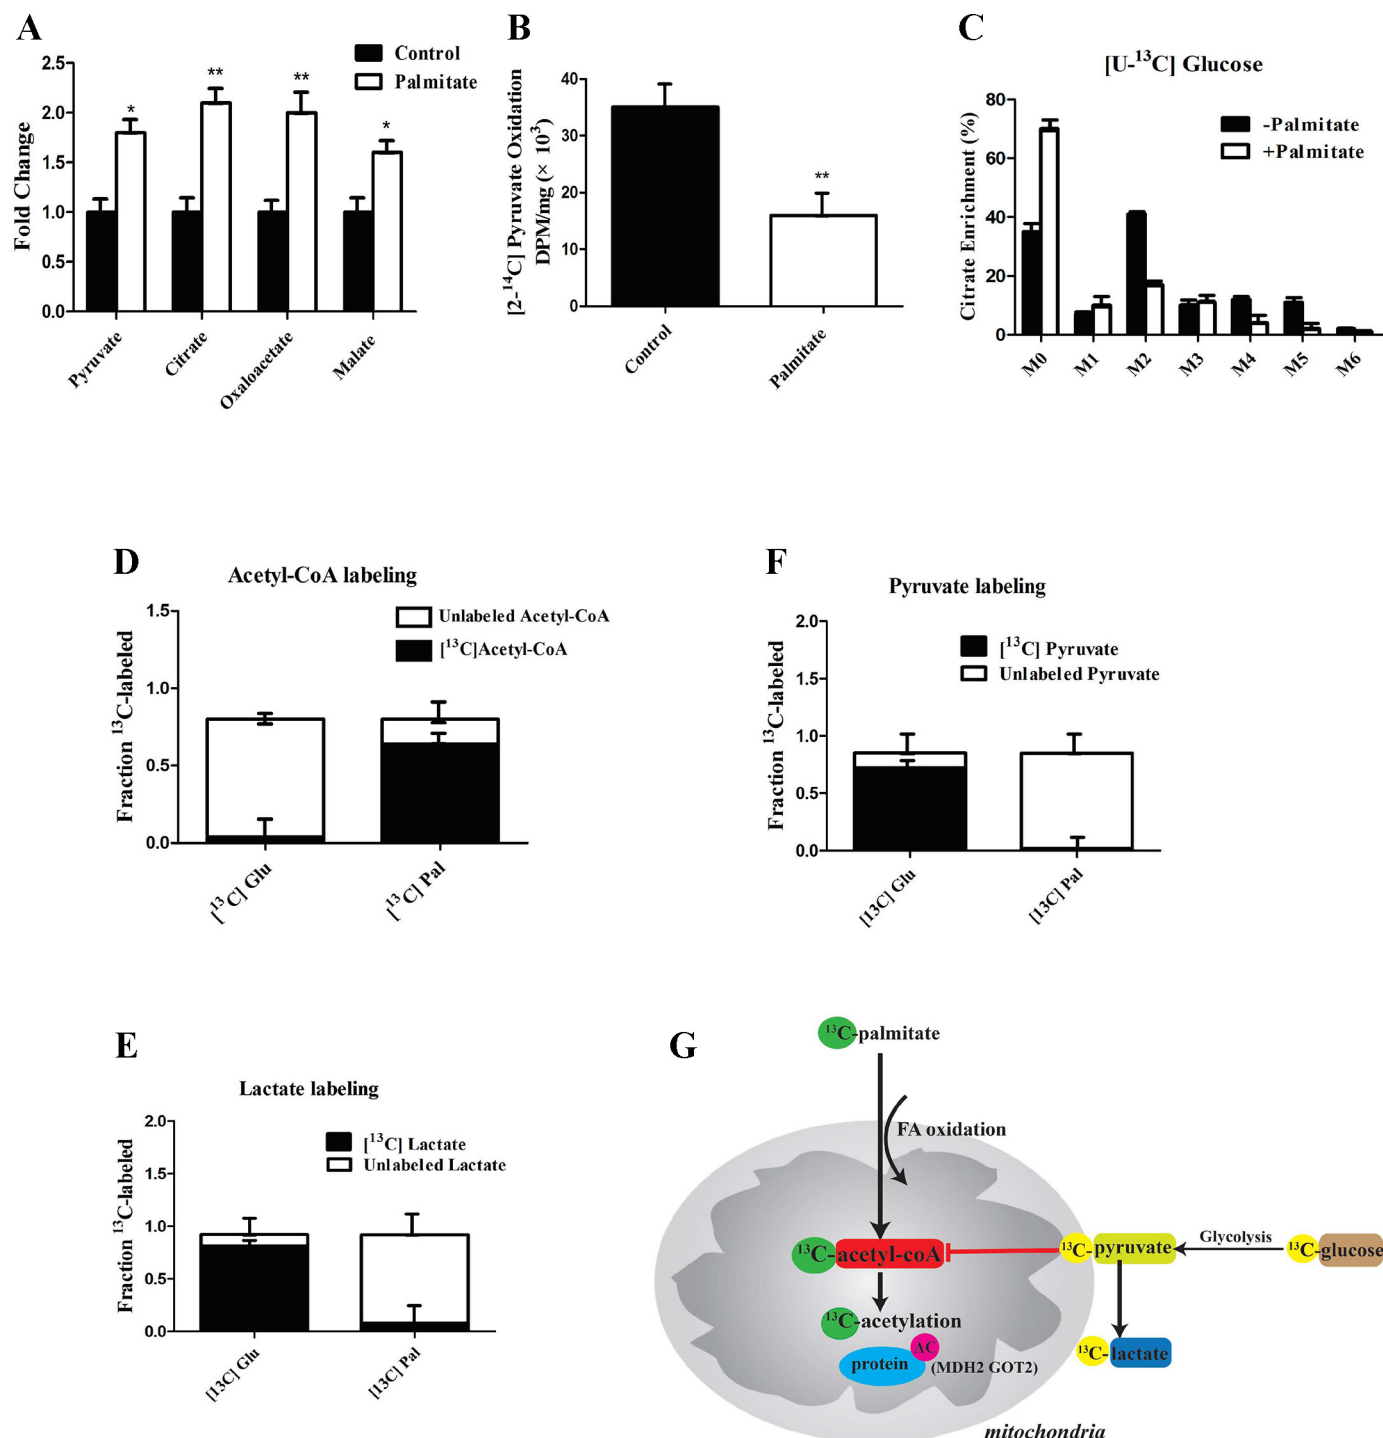 A
Control
Palmitate
Fold Change
2.5
2.0
1.5
1.0
0.5
0.0
*
**
**
*
Pyruvate
Citrate
Oxaloacetate
Malate
B
[2-¹⁴C] Pyruvate Oxidation
DPM/mg (× 10³)
40
30
20
10
0
**
Control
Palmitate
C
[U-¹³C] Glucose
-Palmitate
+Palmitate
Citrate Enrichment (%)
80
60
40
20
0
M0
M1
M2
M3
M4
M5
M6
D
Acetyl-CoA labeling
Unlabeled Acetyl-CoA
[¹³C]Acetyl-CoA
Fraction ¹³C-labeled
1.5
1.0
0.5
0.0
[¹³C] Glu
[¹³C] Pal
F
Pyruvate labeling
[¹³C] Pyruvate
Unlabeled Pyruvate
Fraction ¹³C-labeled
2.0
1.5
1.0
0.5
0.0
[13C] Glu
[13C] Pal
E
Lactate labeling
[¹³C] Lactate
Unlabeled Lactate
Fraction ¹³C-labeled
2.0
1.5
1.0
0.5
0.0
[13C] Glu
[13C] Pal
G
¹³C-palmitate
FA oxidation
¹³C-acetyl-coA
¹³C-pyruvate
Glycolysis
¹³C-glucose
¹³C-acetylation
¹³C-lactate
AC
protein
(MDH2 GOT2)
mitochondria